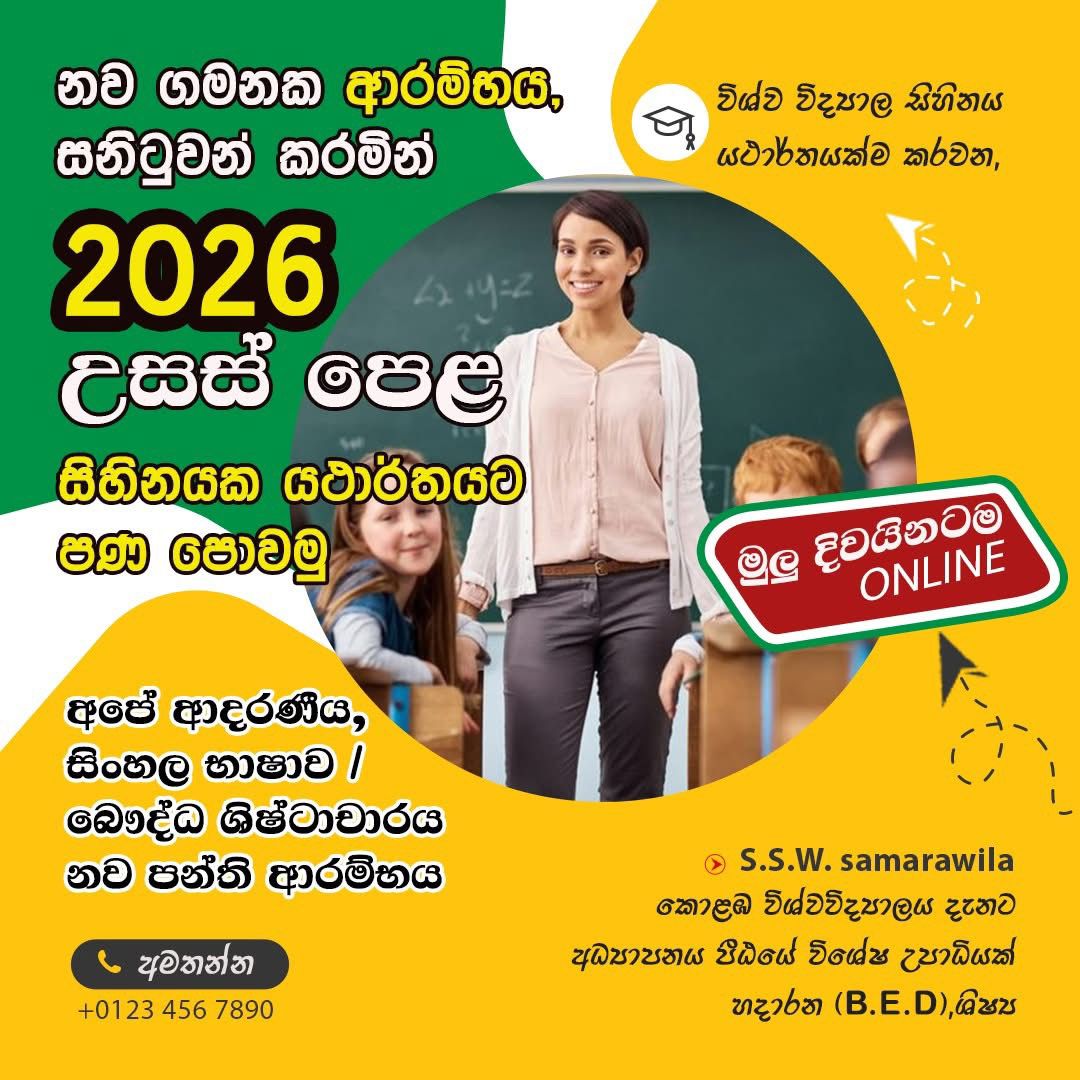 නව ගමනක ආරම්භය,
සනිටුවන් කරමින්
2026
උසස් පෙළ
සිහිනයක යථාර්තයට
පණ පොවමු
විශ්ව විද්‍යාල සිහිනය
යථාර්තයක්ම කරවන,
මුලු දිවයිනටම
ONLINE
අපේ ආදරණීය,
සිංහල භාෂාව /
බෞද්ධ ශිෂ්ටාචාරය
නව පන්ති ආරම්භය
අමතන්න
+0123 456 7890
S.S.W. samarawila
කොළඹ විශ්වවිද්‍යාලය දැනට
අධ්‍යාපනය පීඨයේ විශේෂ උපාධියක්
හදාරන (B.E.D),ශිෂ්‍ය